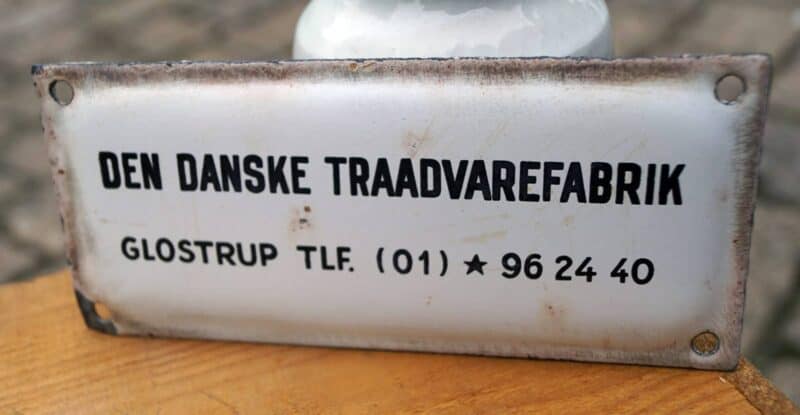 DEN DANSKE TRAADVAREFABRIK
GLOSTRUP TLF. (01) ★ 96 24 40